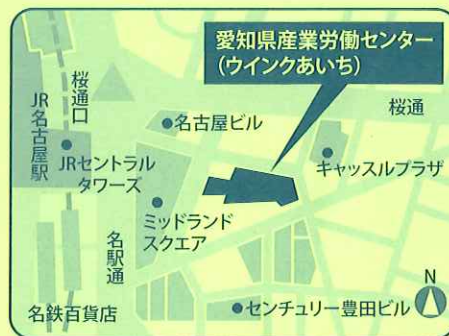 愛知県産業労働センター
(ウインクあいち)
桜通口
JR名古屋駅
桜通
名古屋ビル
JRセントラル
タワーズ
キャッスルプラザ
ミッドランド
スクエア
名駅通
名鉄百貨店
センチュリー豊田ビル
N